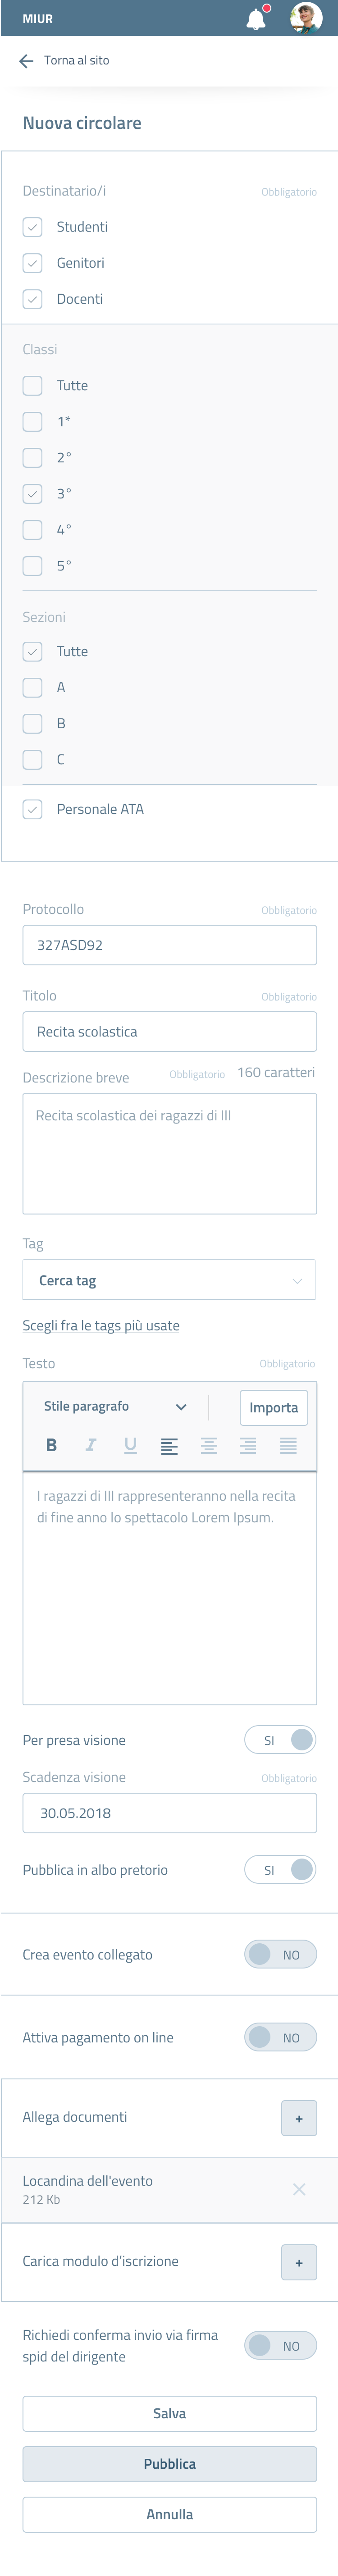 MIUR
Torna al sito
Nuova circolare
Destinatario/i Obbligatorio
Studenti
Genitori
Docenti
Classi
Tutte
1*
2°
3°
4°
5°
Sezioni
Tutte
A
B
C
Personale ATA
Protocollo Obbligatorio
327ASD92
Titolo Obbligatorio
Recita scolastica
Descrizione breve Obbligatorio 160 caratteri
Recita scolastica dei ragazzi di III
Tag
Cerca tag
Scegli fra le tags più usate
Testo Obbligatorio
Stile paragrafo Importa
B I U
I ragazzi di III rappresenteranno nella recita
di fine anno lo spettacolo Lorem Ipsum.
Per presa visione SI
Scadenza visione Obbligatorio
30.05.2018
Pubblica in albo pretorio SI
Crea evento collegato NO
Attiva pagamento on line NO
Allega documenti +
Locandina dell'evento
212 Kb
Carica modulo d’iscrizione +
Richiedi conferma invio via firma
spid del dirigente NO
Salva
Pubblica
Annulla